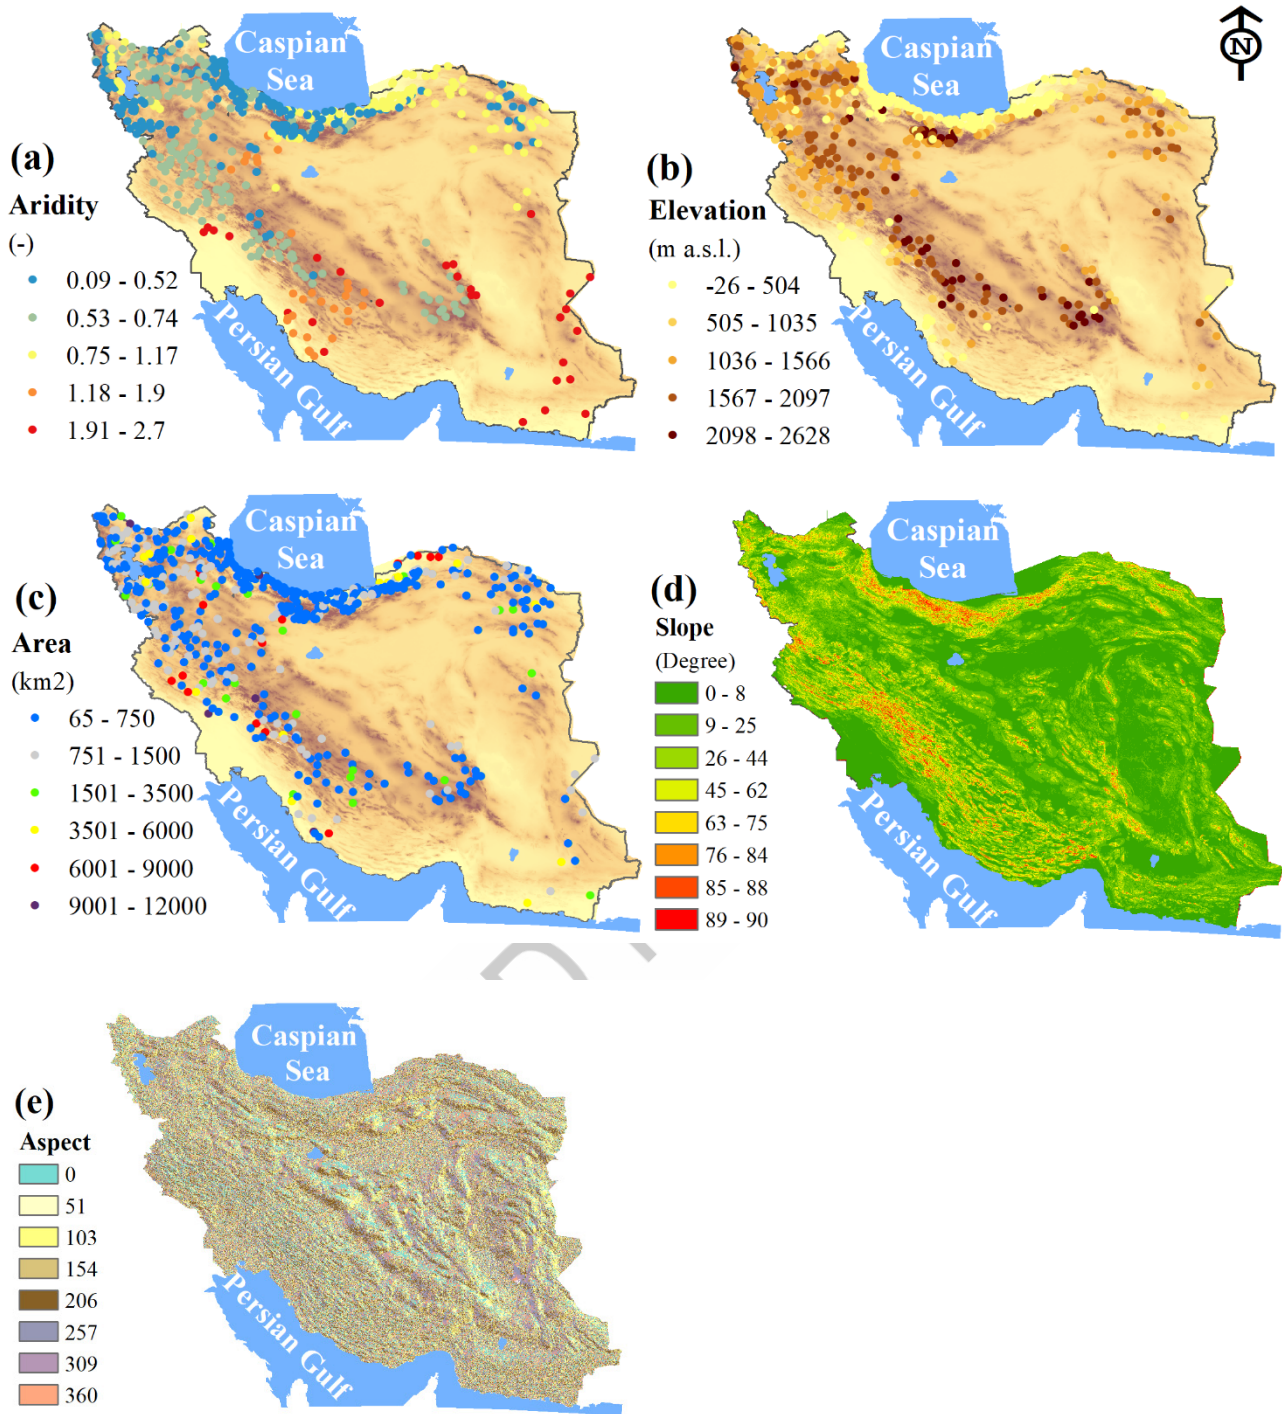 N
Caspian
Sea
Persian Gulf
(a)
Aridity
(-)
0.09 - 0.52
0.53 - 0.74
0.75 - 1.17
1.18 - 1.9
1.91 - 2.7
Caspian
Sea
Persian Gulf
(b)
Elevation
(m a.s.l.)
-26 - 504
505 - 1035
1036 - 1566
1567 - 2097
2098 - 2628
Caspian
Sea
Persian Gulf
(c)
Area
(km2)
65 - 750
751 - 1500
1501 - 3500
3501 - 6000
6001 - 9000
9001 - 12000
Caspian
Sea
Persian Gulf
(d)
Slope
(Degree)
0 - 8
9 - 25
26 - 44
45 - 62
63 - 75
76 - 84
85 - 88
89 - 90
Caspian
Sea
Persian Gulf
(e)
Aspect
0
51
103
154
206
257
309
360